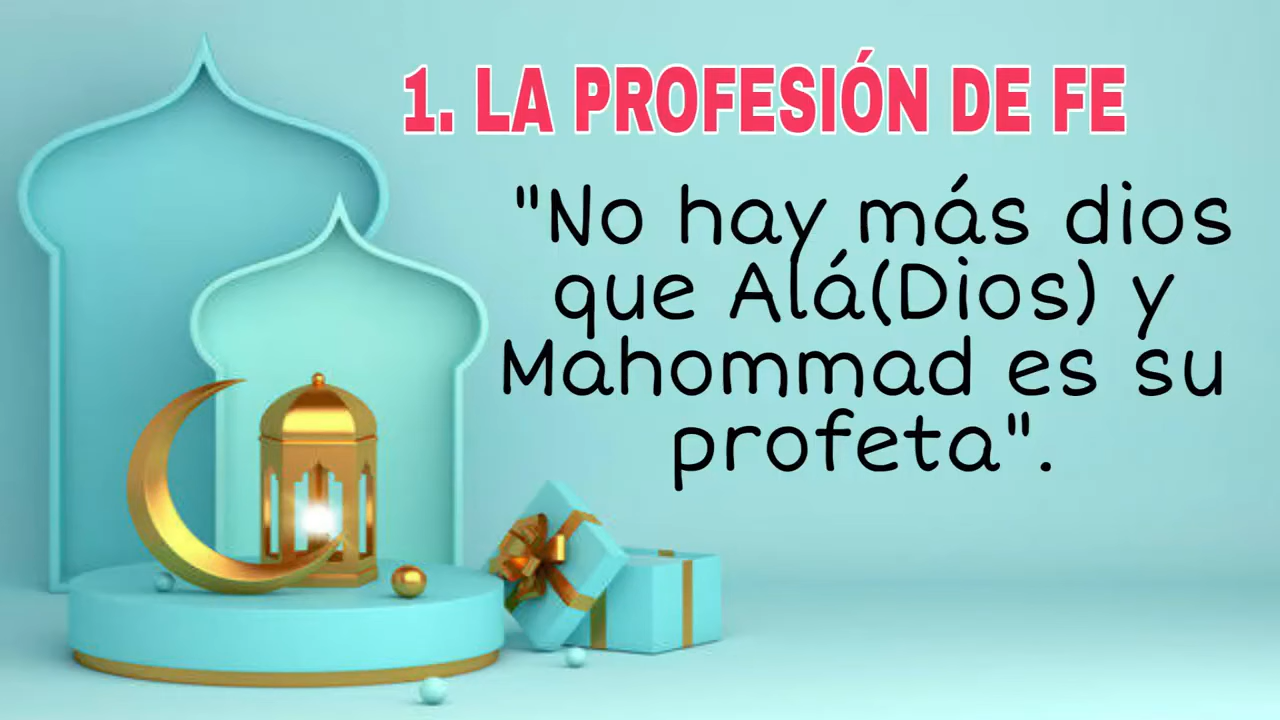 1. LA PROFESIÓN DE FE
"No hay más dios
que Alá(Dios) y
Mahommad es su
profeta".